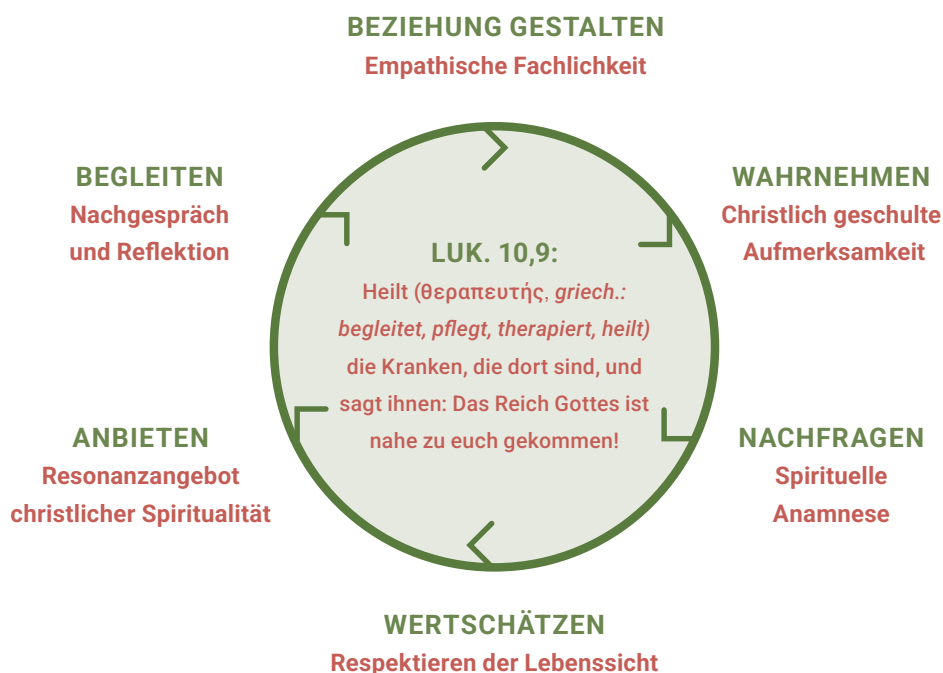 BEZIEHUNG GESTALTEN
Empathische Fachlichkeit
WAHRNEHMEN
Christlich geschulte
Aufmerksamkeit
NACHFRAGEN
Spirituelle
Anamnese
WERTSCHÄTZEN
Respektieren der Lebenssicht
ANBIETEN
Resonanzangebot
christlicher Spiritualität
BEGLEITEN
Nachgespräch
und Reflektion
LUK. 10,9:
Heilt (θεραπευτής, griech.:
begleitet, pflegt, therapiert, heilt)
die Kranken, die dort sind, und
sagt ihnen: Das Reich Gottes ist
nahe zu euch gekommen!